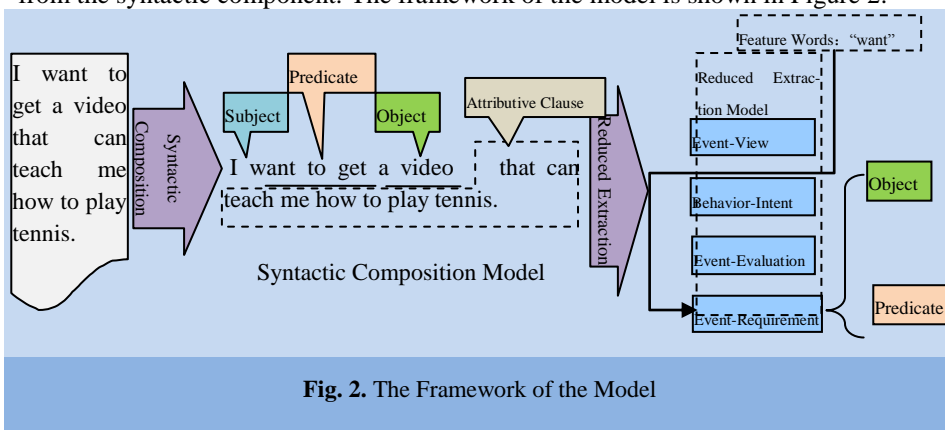 from the syntactic component. The framework of the model is shown in Figure 2.
I want to
get a video
that can
teach me
how to play
tennis.
Syntactic
Composition
Subject
Predicate
Object
Attributive Clause
I want to get a video that can
teach me how to play tennis.
Syntactic Composition Model
Reduced Extraction
Feature Words: “want”
Reduced Extrac-
tion Model
Event-View
Behavior-Intent
Event-Evaluation
Event-Requirement
Object
Predicate
Fig. 2. The Framework of the Model